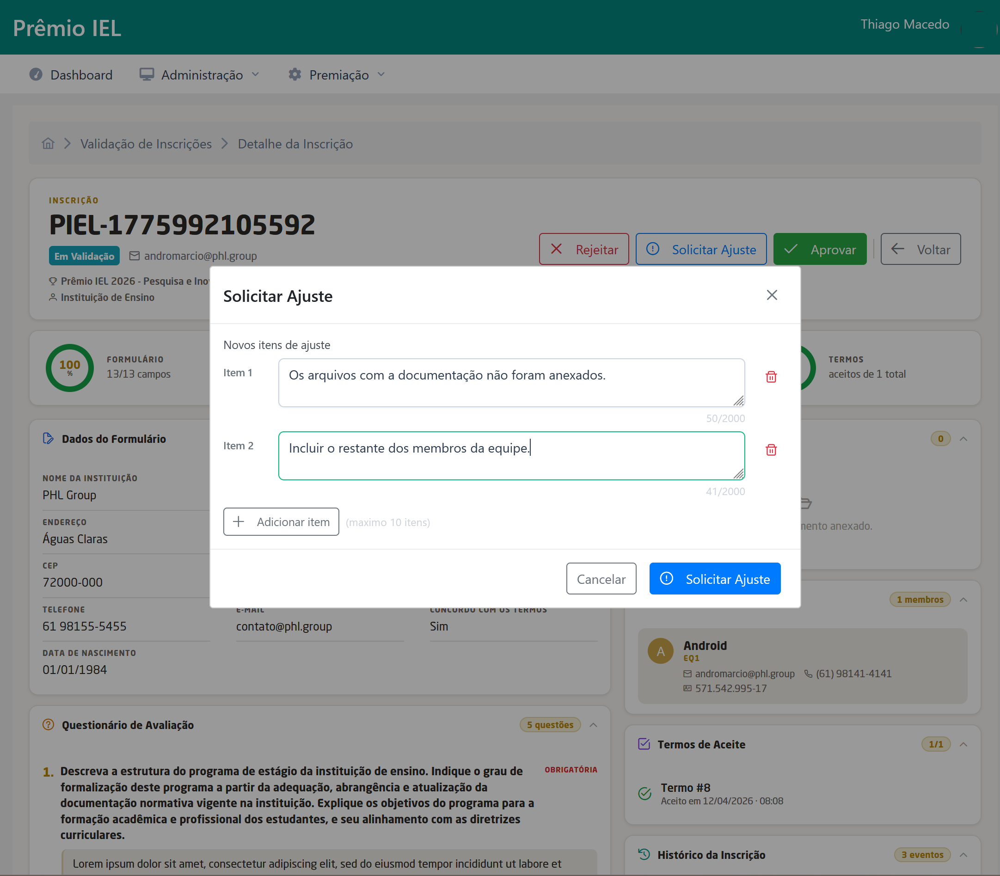 Prêmio IEL
Thiago Macedo
Dashboard
Administração
Premiação
Validação de Inscrições
Detalhe da Inscrição
INSCRIÇÃO
PIEL-1775992105592
Em Validação
andromarcio@phl.group
Rejeitar
Solicitar Ajuste
Aprovar
Voltar
Prêmio IEL 2026 - Pesquisa e
Instituição de Ensino
Solicitar Ajuste
Novos itens de ajuste
Item 1
Os arquivos com a documentação não foram anexados.
50/2000
Item 2
Incluir o restante dos membros da equipe.
41/2000
Adicionar item
(maximo 10 itens)
Cancelar
Solicitar Ajuste
100
%
FORMULÁRIO
13/13 campos
TERMOS
aceitos de 1 total
Dados do Formulário
NOME DA INSTITUIÇÃO
PHL Group
ENDEREÇO
Águas Claras
CEP
72000-000
TELEFONE
61 98155-5455
E-MAIL
contato@phl.group
CONCORDO COM OS TERMOS
Sim
DATA DE NASCIMENTO
01/01/1984
0
anexado.
1 membros
A
Android
EQ1
andromarcio@phl.group
(61) 98141-4141
571.542.995-17
Questionário de Avaliação
5 questões
1. Descreva a estrutura do programa de estágio da instituição de ensino. Indique o grau de
formalização deste programa a partir da adequação, abrangência e atualização da
documentação normativa vigente na instituição. Explique os objetivos do programa para a
formação acadêmica e profissional dos estudantes, e seu alinhamento com as diretrizes
curriculares.
OBRIGATÓRIA
Lorem ipsum dolor sit amet, consectetur adipiscing elit, sed do eiusmod tempor incididunt ut labore et
Termos de Aceite
1/1
Termo #8
Aceito em 12/04/2026 · 08:08
Histórico da Inscrição
3 eventos